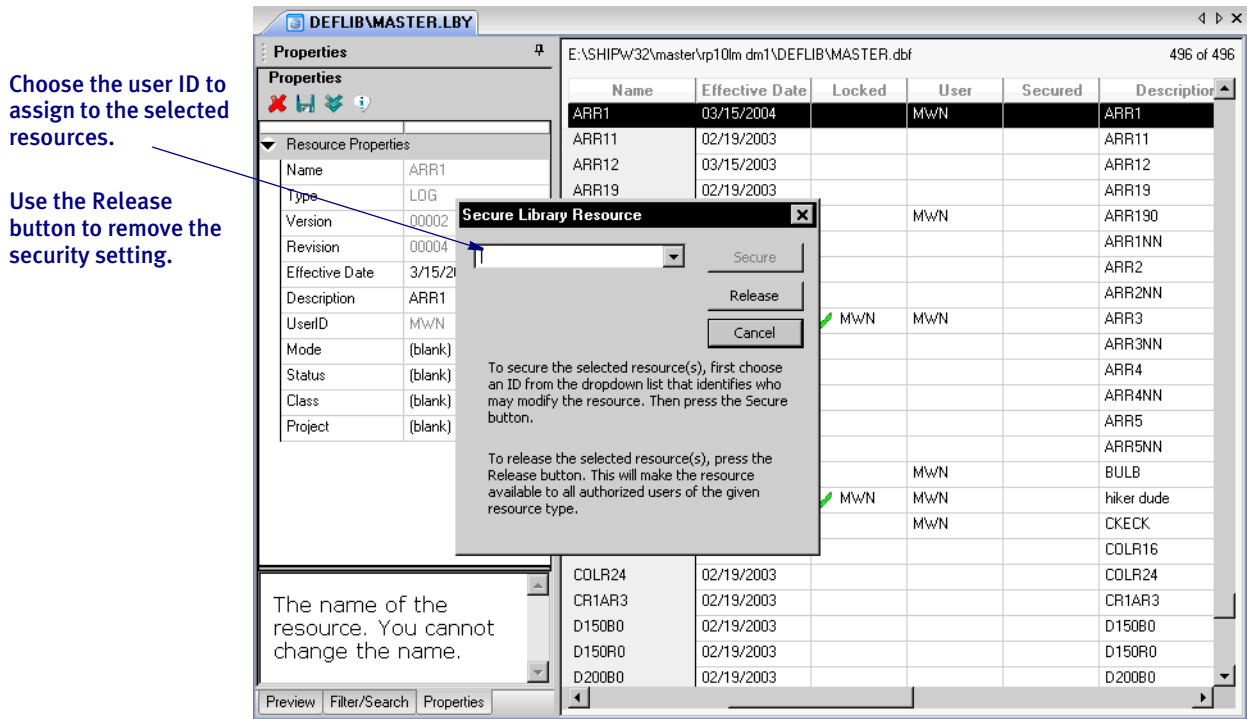 DEFLIB\MASTER.LBY
Choose the user ID to
assign to the selected
resources.
Use the Release
button to remove the
security setting.
Properties
Properties
Resource Properties
Name ARR1
Type LOG
Version 00002
Revision 00004
Effective Date 3/15/2
Description ARR1
UserID MWN
Mode (blank)
Status (blank)
Class (blank)
Project (blank)
The name of the
resource. You cannot
change the name.
Preview Filter/Search Properties
E:\SHIPW32\master\rp10lm dm1\DEFLIB\MASTER.dbf 496 of 496
Name Effective Date Locked User Secured Description
ARR1 03/15/2004 MWN ARR1
ARR11 02/19/2003 ARR11
ARR12 03/15/2003 ARR12
ARR19 02/19/2003 ARR19
MWN ARR190
ARR1NN
ARR2
ARR2NN
MWN MWN ARR3
ARR3NN
ARR4
ARR4NN
ARR5
ARR5NN
MWN BULB
MWN MWN hiker dude
MWN CKECK
COLR16
COLR24 02/19/2003 COLR24
CR1AR3 02/19/2003 CR1AR3
D150B0 02/19/2003 D150B0
D150R0 02/19/2003 D150R0
D200B0 02/19/2003 D200B0
Secure Library Resource
Secure
Release
Cancel
To secure the selected resource(s), first choose
an ID from the dropdown list that identifies who
may modify the resource. Then press the Secure
button.
To release the selected resource(s), press the
Release button. This will make the resource
available to all authorized users of the given
resource type.